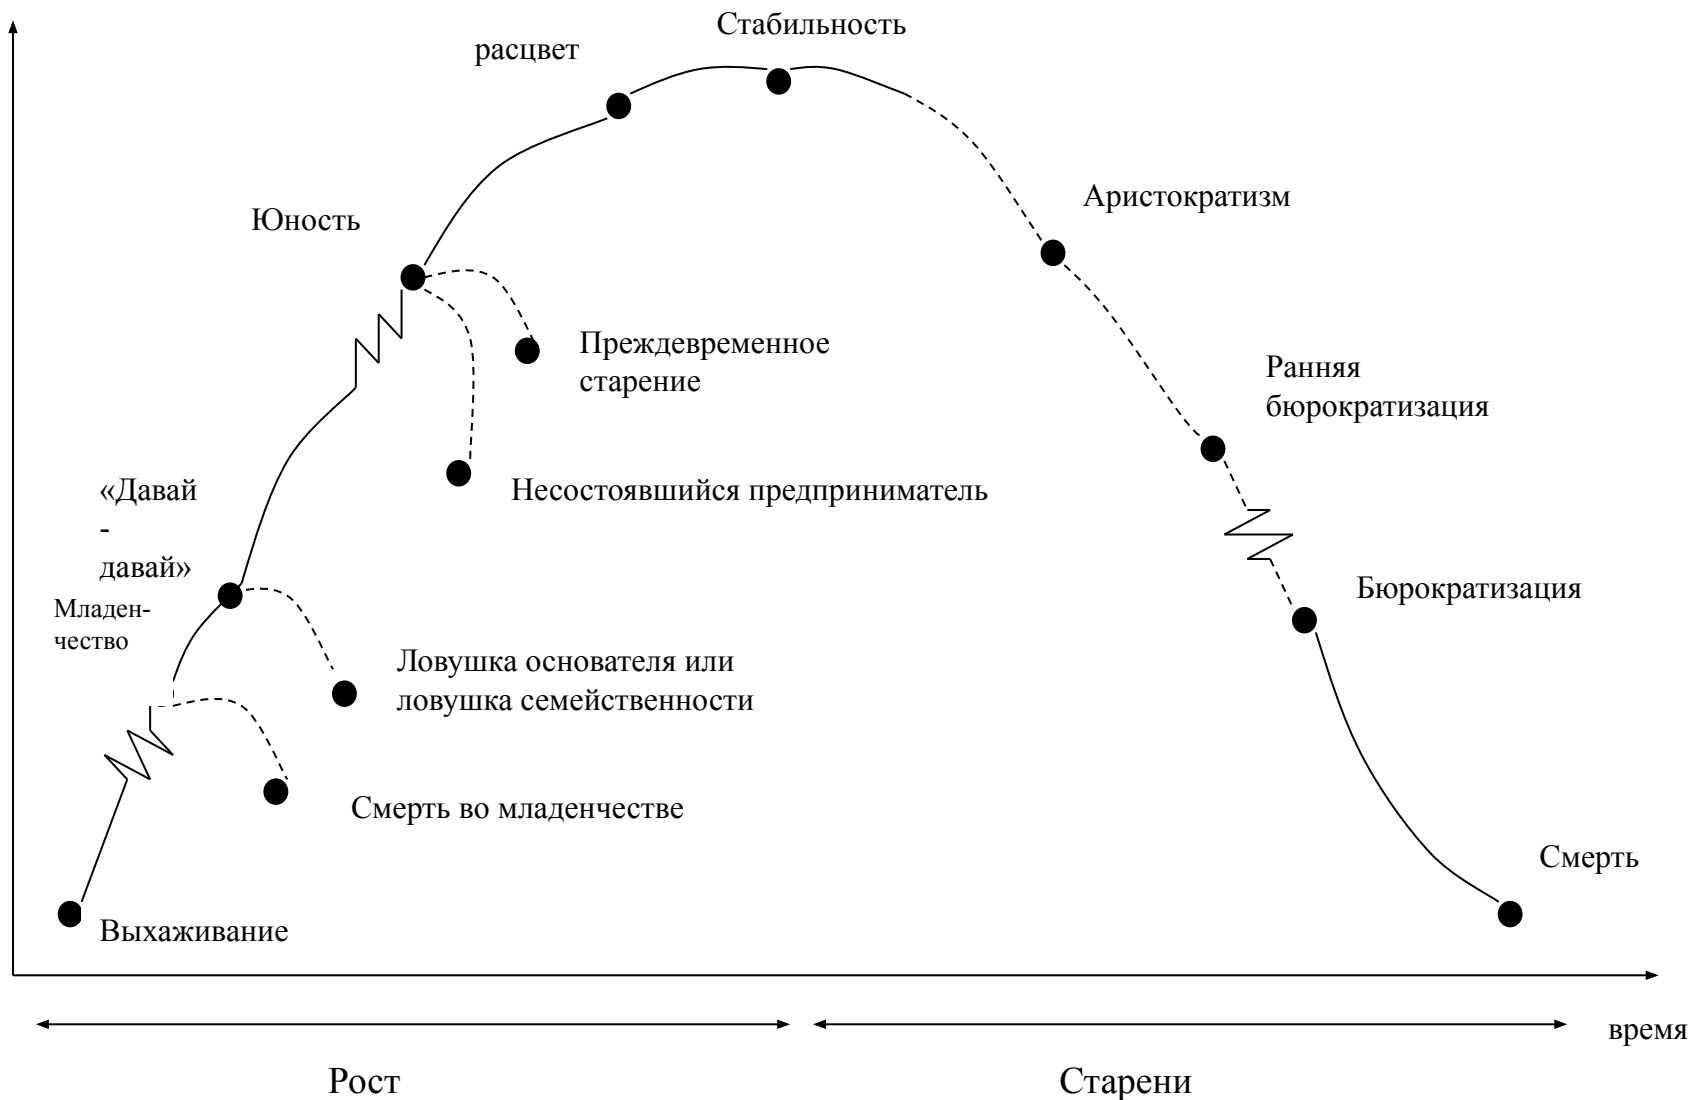 Стабильность
расцвет
Аристократизм
Юность
Преждевременное
старение
Ранняя
бюрократизация
«Давай
-
давай»
Несостоявшийся предприниматель
Младен-
чество
Бюрократизация
Ловушка основателя или
ловушка семейственности
Смерть во младенчестве
Смерть
Выхаживание
время
Рост
Старени